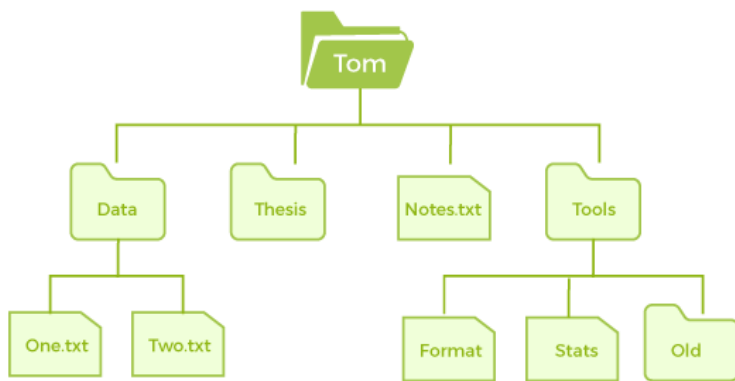 Tom
Data
Thesis
Notes.txt
Tools
One.txt
Two.txt
Format
Stats
Old